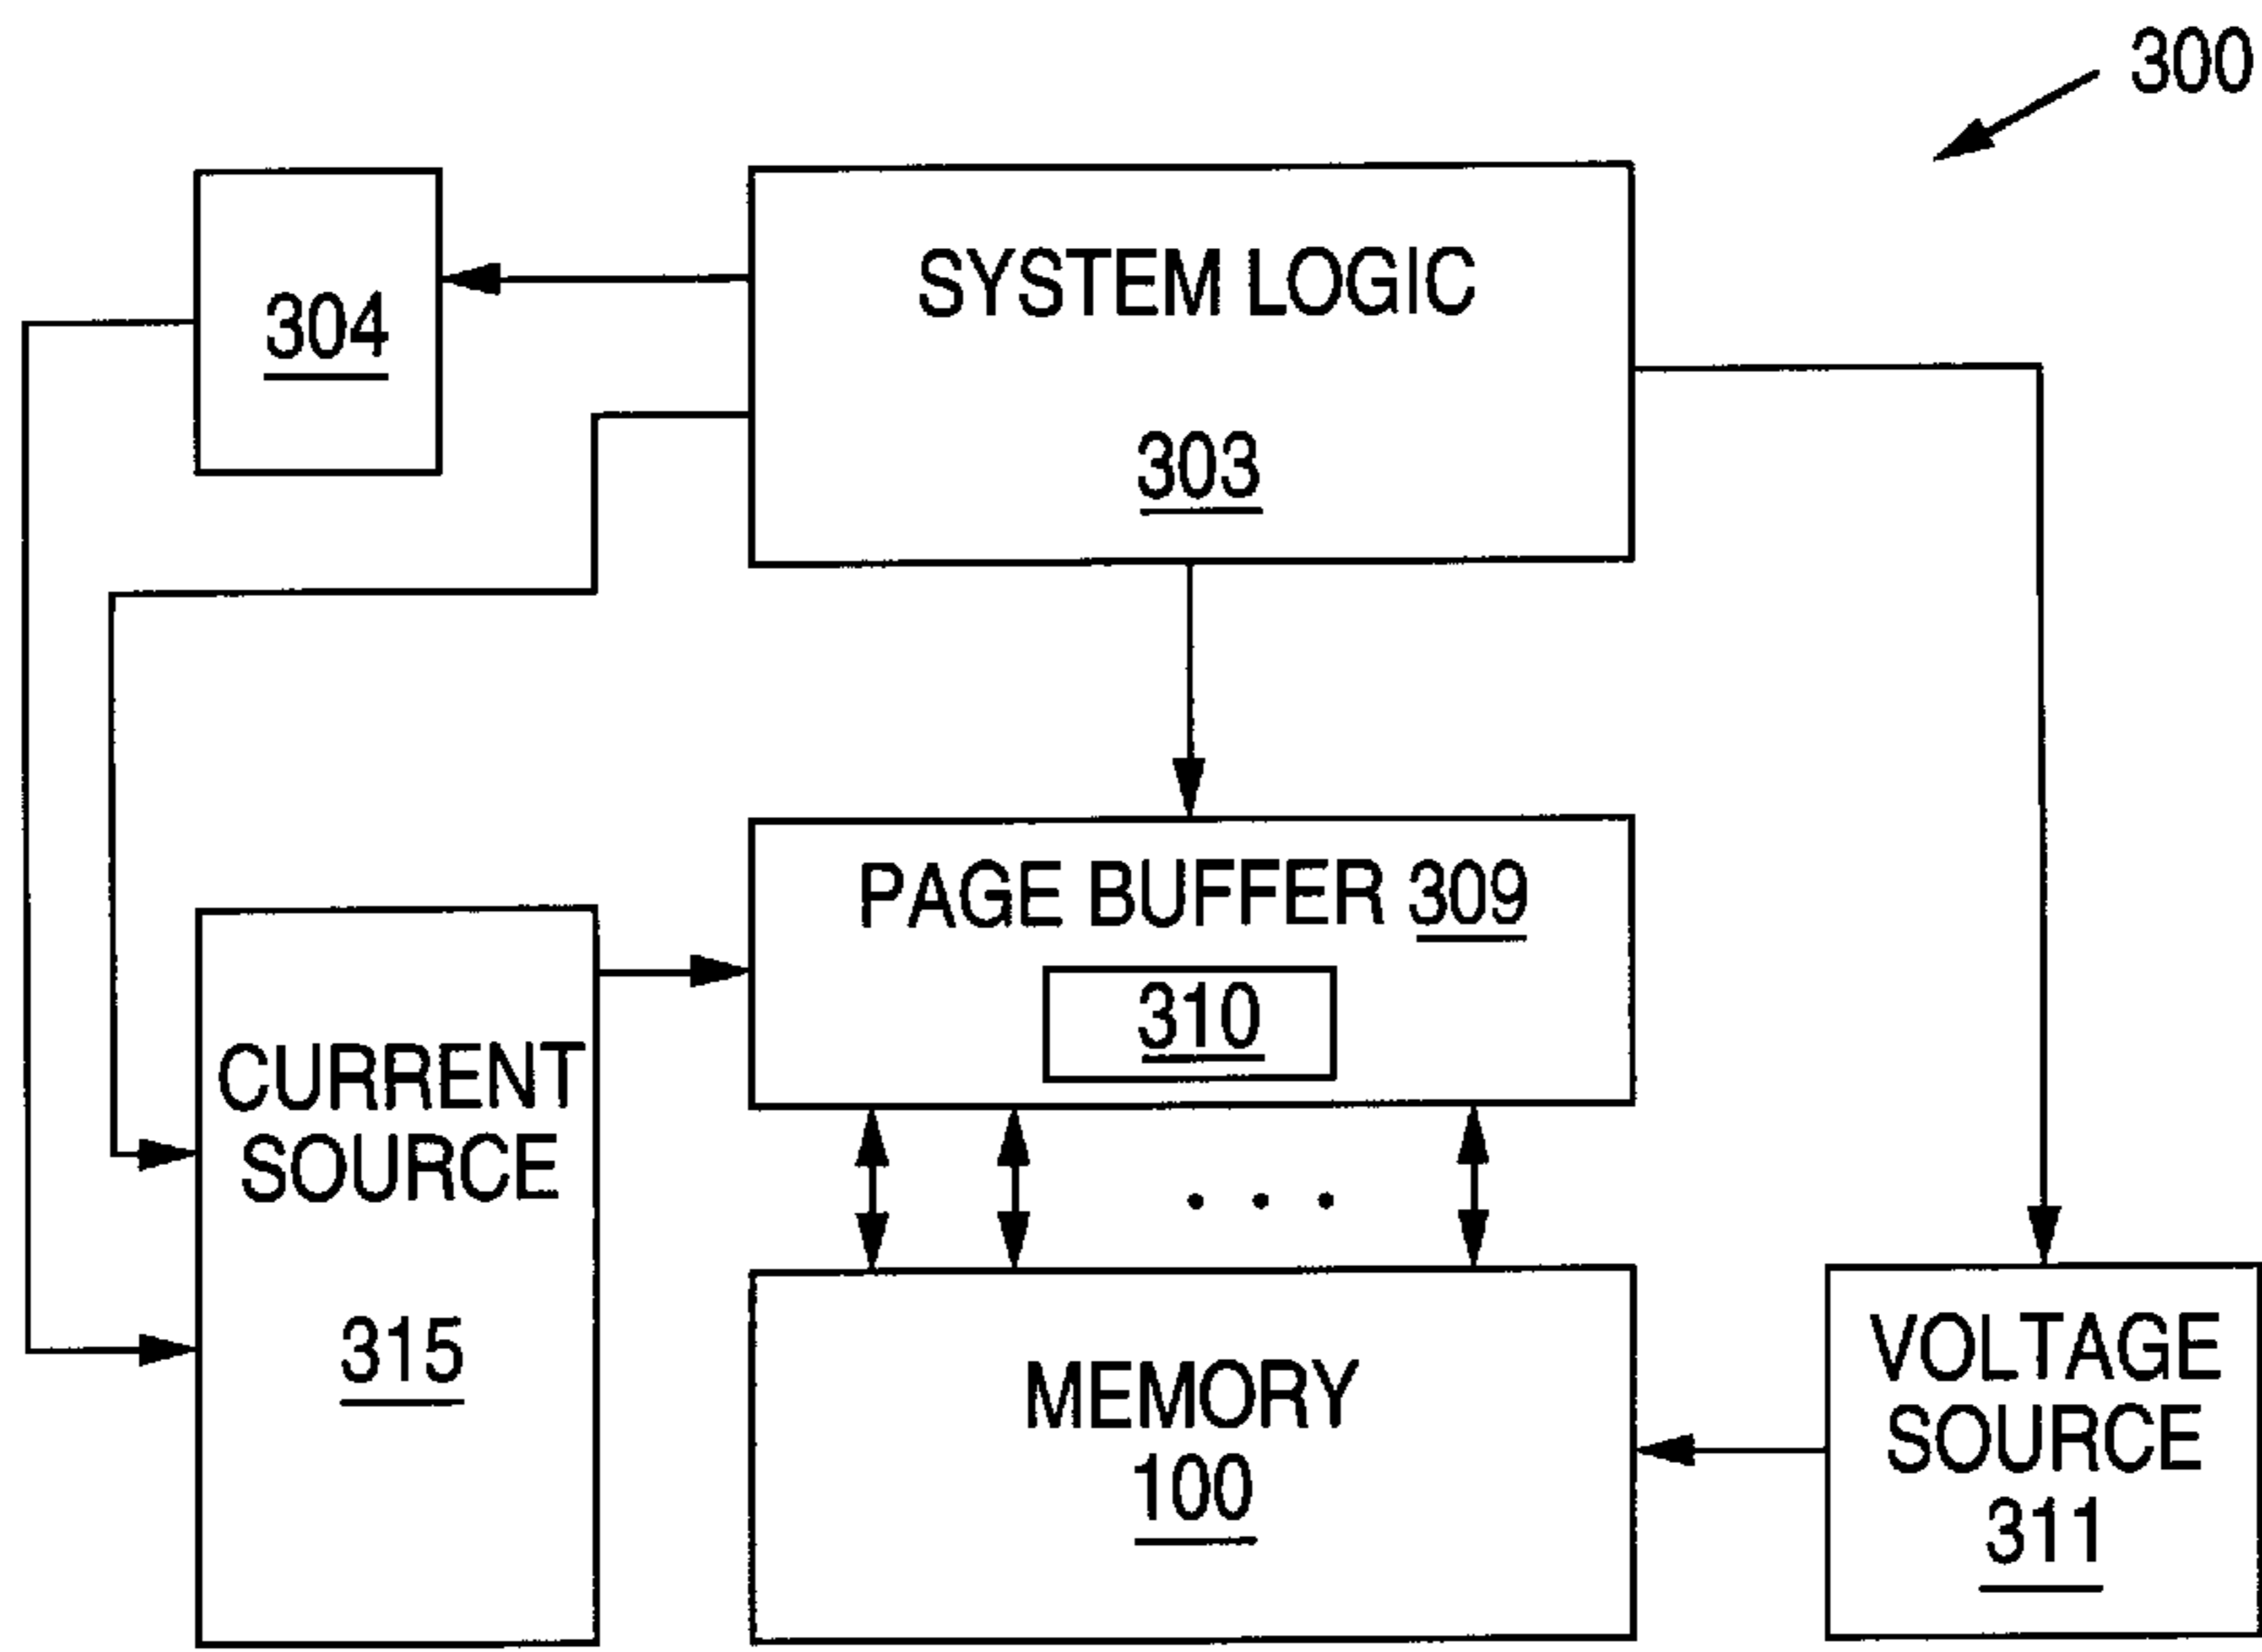 300
304
SYSTEM LOGIC
303
PAGE BUFFER 309
310
CURRENT
SOURCE
315
MEMORY
100
VOLTAGE
SOURCE
311